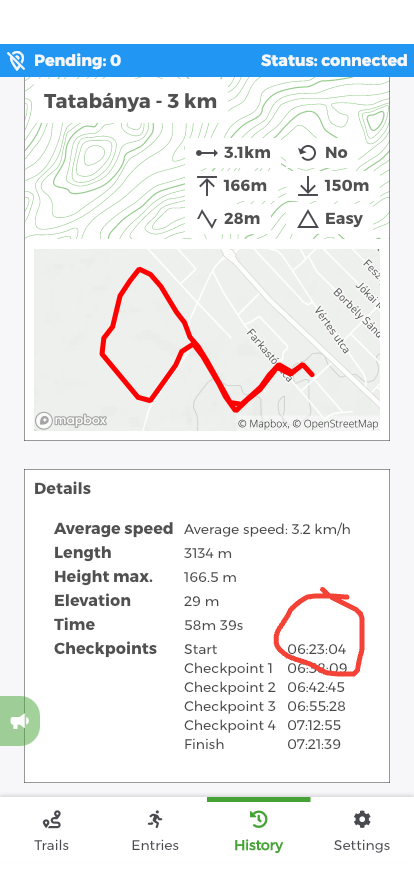 Pending: 0 Status: connected
Tatabánya - 3 km
3.1km No
166m 150m
28m Easy
Fesz
Jókai
Borbély Sánd
Vértes utca
mapbox
© Mapbox, © OpenStreetMap
Details
Average speed Average speed: 3.2 km/h
Length 3134 m
Height max. 166.5 m
Elevation 29 m
Time 58m 39s
Checkpoints Start 06:23:04
Checkpoint 1 06:38:09
Checkpoint 2 06:42:45
Checkpoint 3 06:55:28
Checkpoint 4 07:12:55
Finish 07:21:39
Trails Entries History Settings